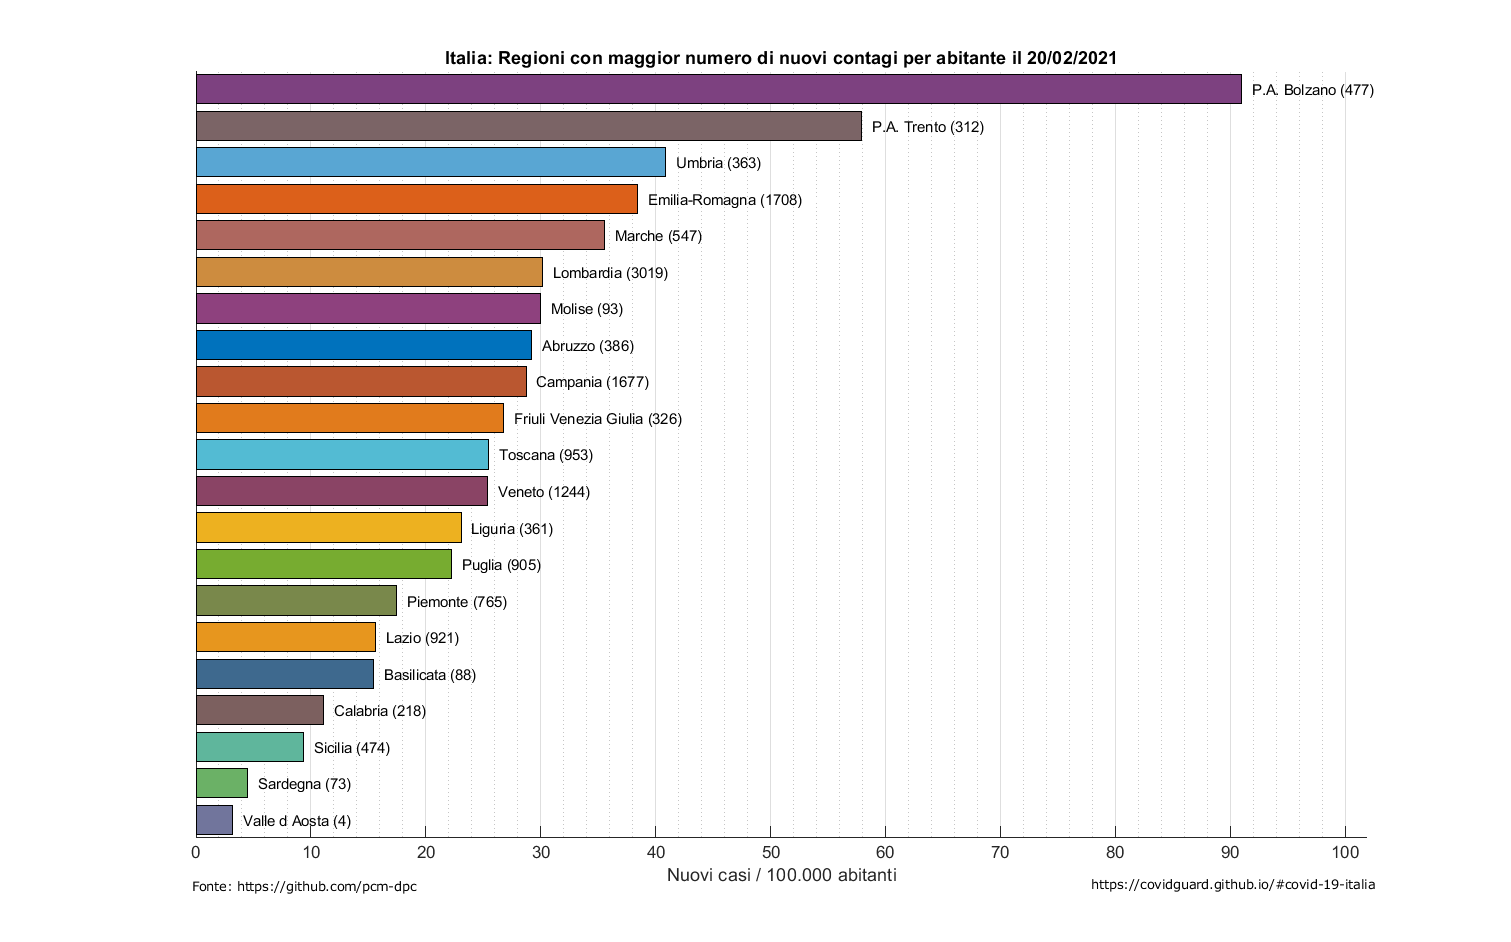 Italia: Regioni con maggior numero di nuovi contagi per abitante il 20/02/2021
P.A. Bolzano (477)
P.A. Trento (312)
Umbria (363)
Emilia-Romagna (1708)
Marche (547)
Lombardia (3019)
Molise (93)
Abruzzo (386)
Campania (1677)
Friuli Venezia Giulia (326)
Toscana (953)
Veneto (1244)
Liguria (361)
Puglia (905)
Piemonte (765)
Lazio (921)
Basilicata (88)
Calabria (218)
Sicilia (474)
Sardegna (73)
Valle d Aosta (4)
0 10 20 30 40 50 60 70 80 90 100
Nuovi casi / 100.000 abitanti
Fonte: https://github.com/pcm-dpc
https://covidguard.github.io/#covid-19-italia